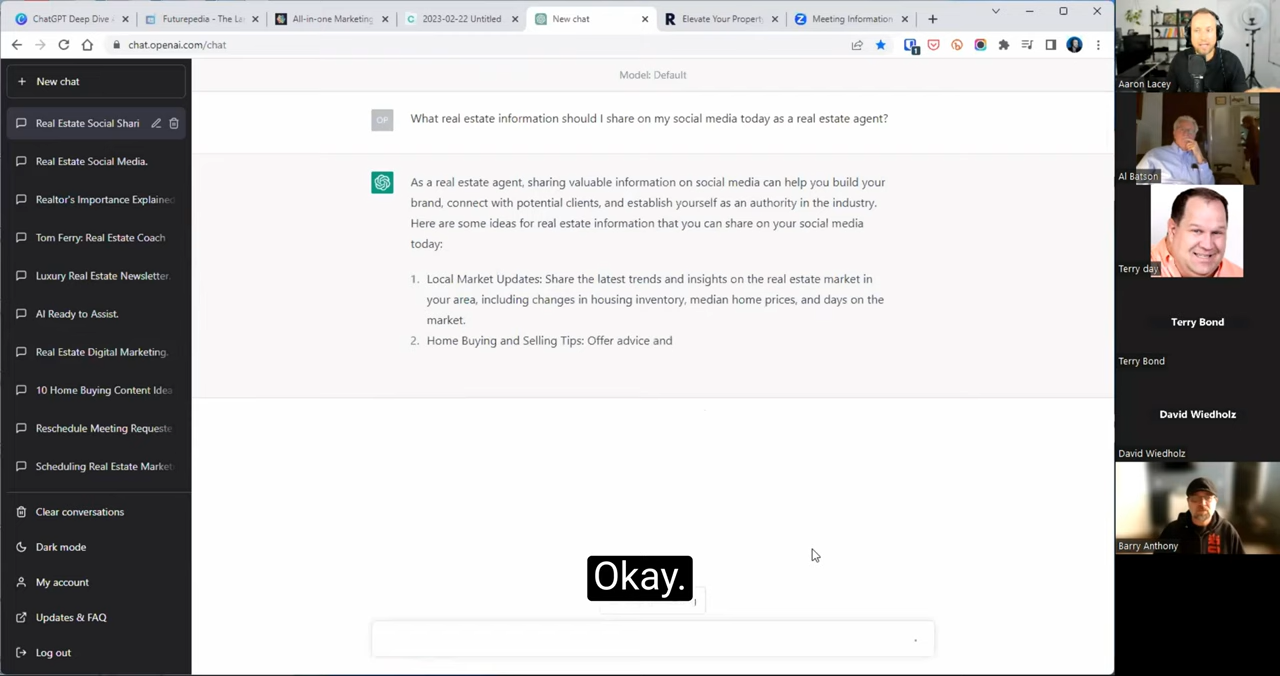 ChatGPT Deep Dive
Futurepedia - The La
All-in-one Marketing
2023-02-22 Untitled
New chat
Elevate Your Property
Meeting Information
chat.openai.com/chat
New chat
Real Estate Social Shari
Real Estate Social Media.
Realtor's Importance Explained
Tom Ferry: Real Estate Coach
Luxury Real Estate Newsletter.
AI Ready to Assist.
Real Estate Digital Marketing.
10 Home Buying Content Idea
Reschedule Meeting Requeste
Scheduling Real Estate Market
Clear conversations
Dark mode
My account
Updates & FAQ
Log out
Model: Default
OP
What real estate information should I share on my social media today as a real estate agent?
As a real estate agent, sharing valuable information on social media can help you build your
brand, connect with potential clients, and establish yourself as an authority in the industry.
Here are some ideas for real estate information that you can share on your social media
today:
1. Local Market Updates: Share the latest trends and insights on the real estate market in
your area, including changes in housing inventory, median home prices, and days on the
market.
2. Home Buying and Selling Tips: Offer advice and
Okay.
Aaron Lacey
Al Batson
Terry day
Terry Bond
Terry Bond
David Wiedholz
David Wiedholz
Barry Anthony